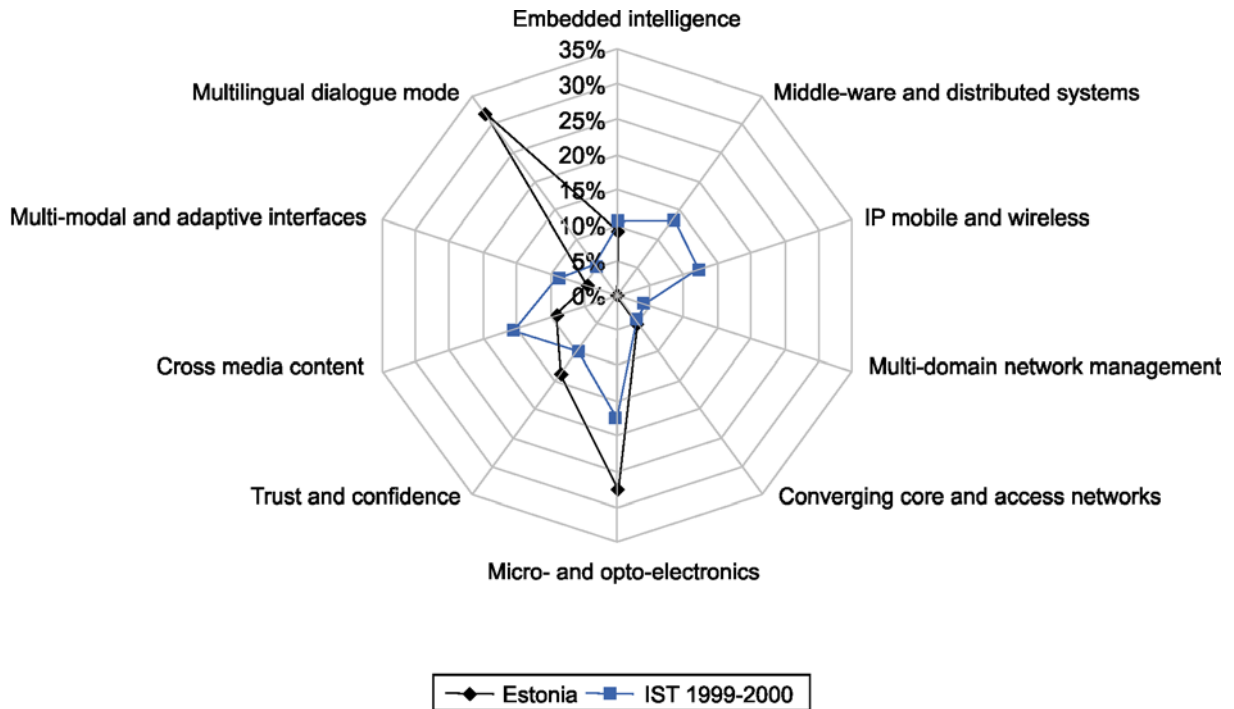 Embedded intelligence
35%
Multilingual dialogue mode
30%
Middle-ware and distributed systems
25%
20%
15%
Multi-modal and adaptive interfaces
10%
IP mobile and wireless
5%
0%
Cross media content
Multi-domain network management
Trust and confidence
Converging core and access networks
Micro- and opto-electronics
Estonia
IST 1999-2000